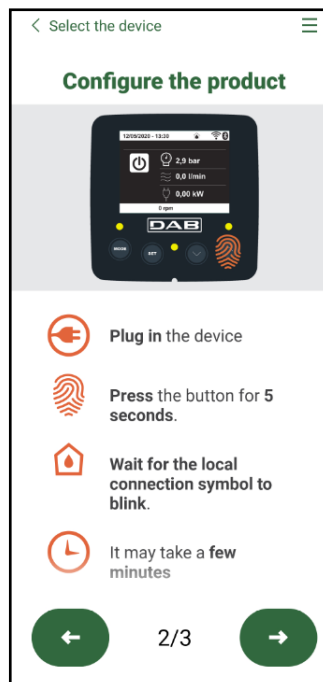 Select the device
Configure the product
12/05/2020 - 13:30
2,9 bar
0,0 l/min
0,00 kW
0 rpm
DAB
MODE
SET
Plug in the device
Press the button for 5
seconds.
Wait for the local
connection symbol to
blink.
It may take a few
minutes
2/3